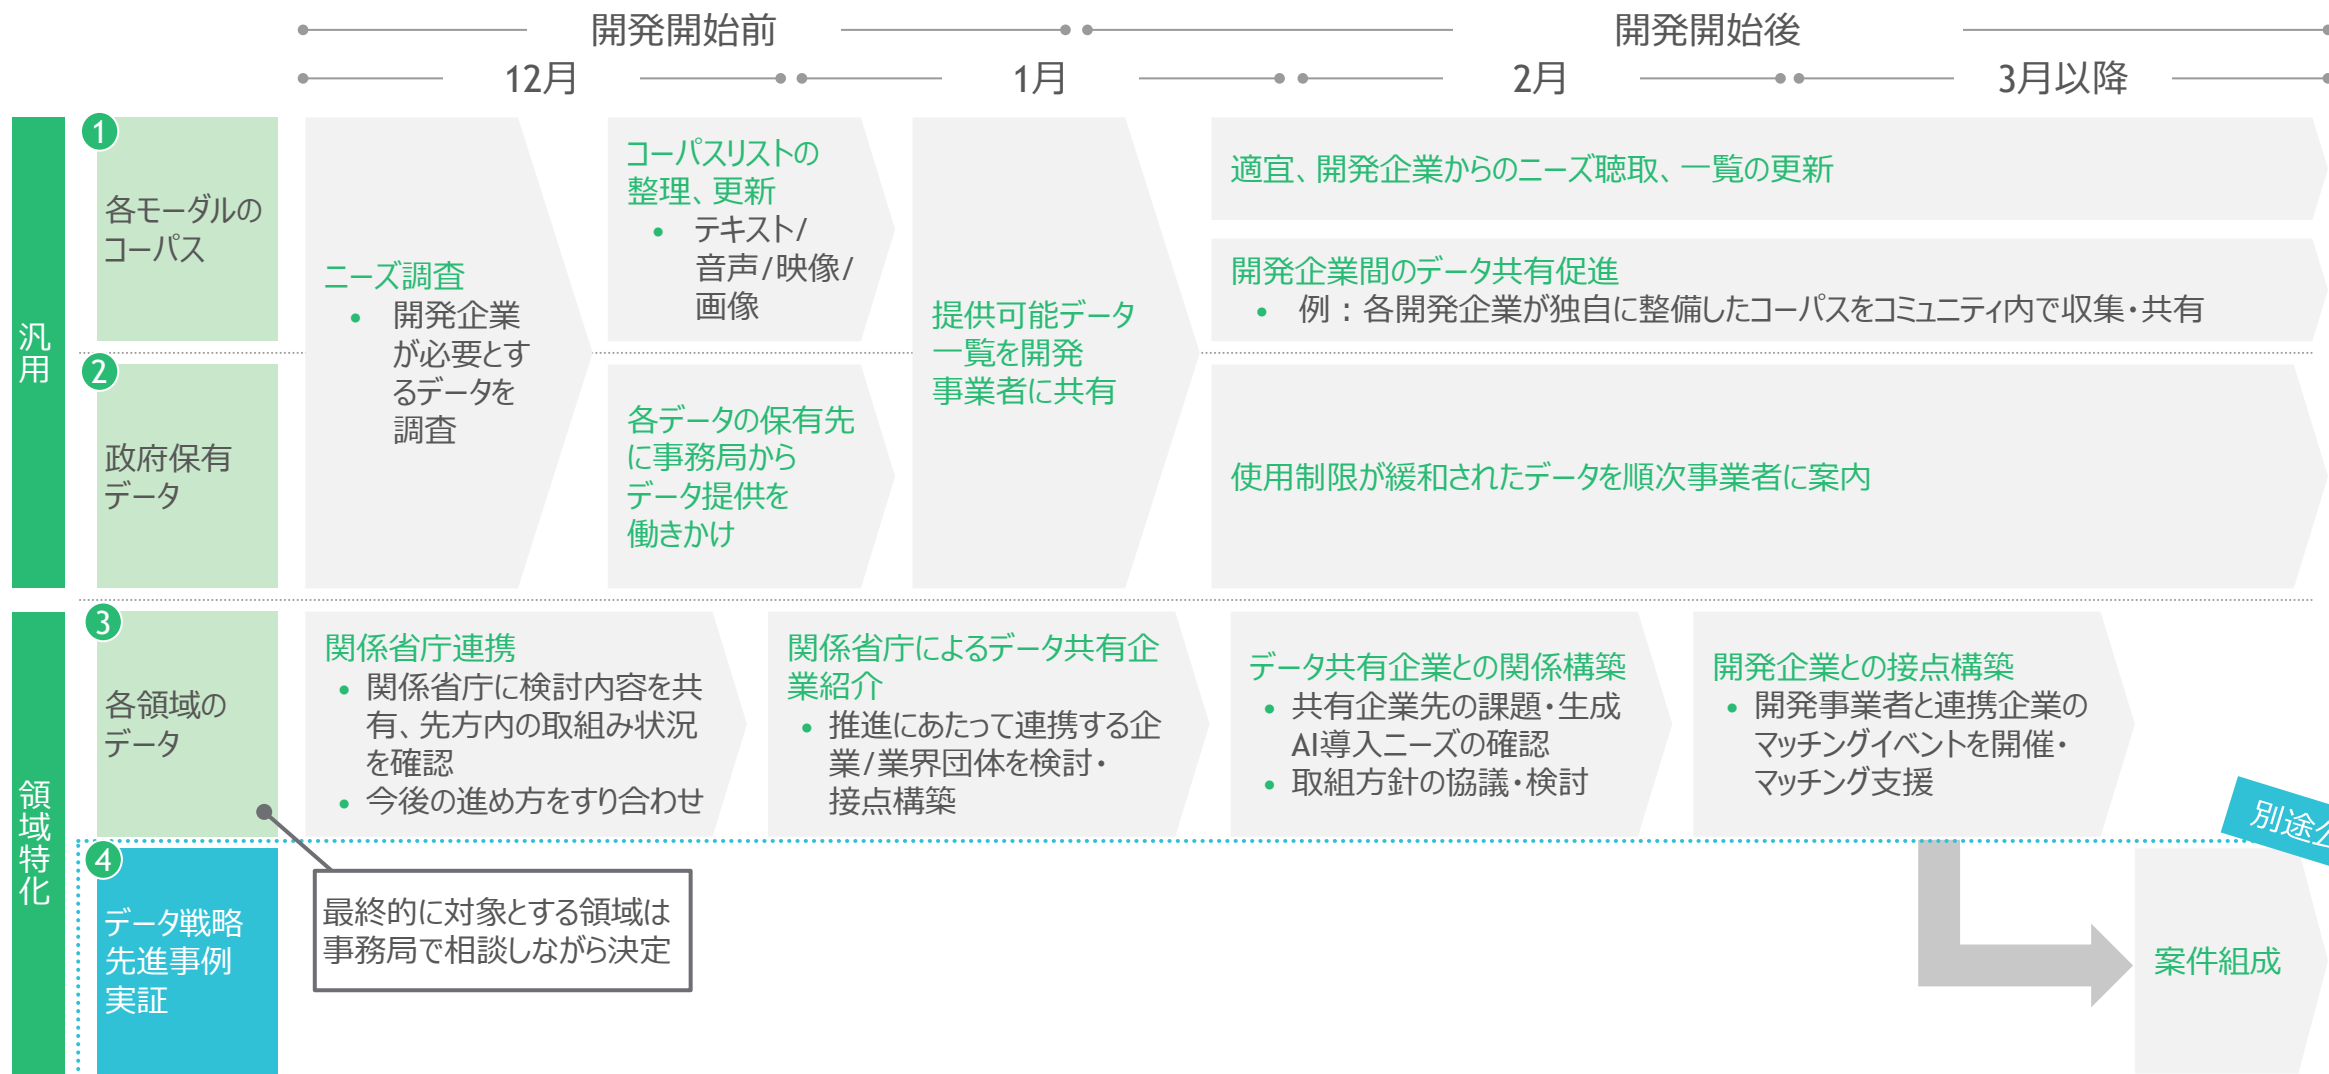 開発開始前
開発開始後
12月
1月
2月
3月以降
汎用
1
各モーダルの
コーパス
2
政府保有
データ
ニーズ調査
• 開発企業
が必要とす
るデータを
調査
コーパスリストの
整理、更新
• テキスト/
音声/映像/
画像
各データの保有先
に事務局から
データ提供を
働きかけ
提供可能データ
一覧を開発
事業者に共有
適宜、開発企業からのニーズ聴取、一覧の更新
開発企業間のデータ共有促進
• 例：各開発企業が独自に整備したコーパスをコミュニティ内で収集・共有
使用制限が緩和されたデータを順次事業者に案内
領域特化
3
各領域の
データ
関係省庁連携
• 関係省庁に検討内容を共
有、先方内の取組み状況
を確認
• 今後の進め方をすり合わせ
関係省庁によるデータ共有企
業紹介
• 推進にあたって連携する企
業/業界団体を検討・
接点構築
データ共有企業との関係構築
• 共有企業先の課題・生成
AI導入ニーズの確認
• 取組方針の協議・検討
開発企業との接点構築
• 開発事業者と連携企業の
マッチングイベントを開催・
マッチング支援
別途
4
データ戦略
先進事例
実証
最終的に対象とする領域は
事務局で相談しながら決定
案件組成